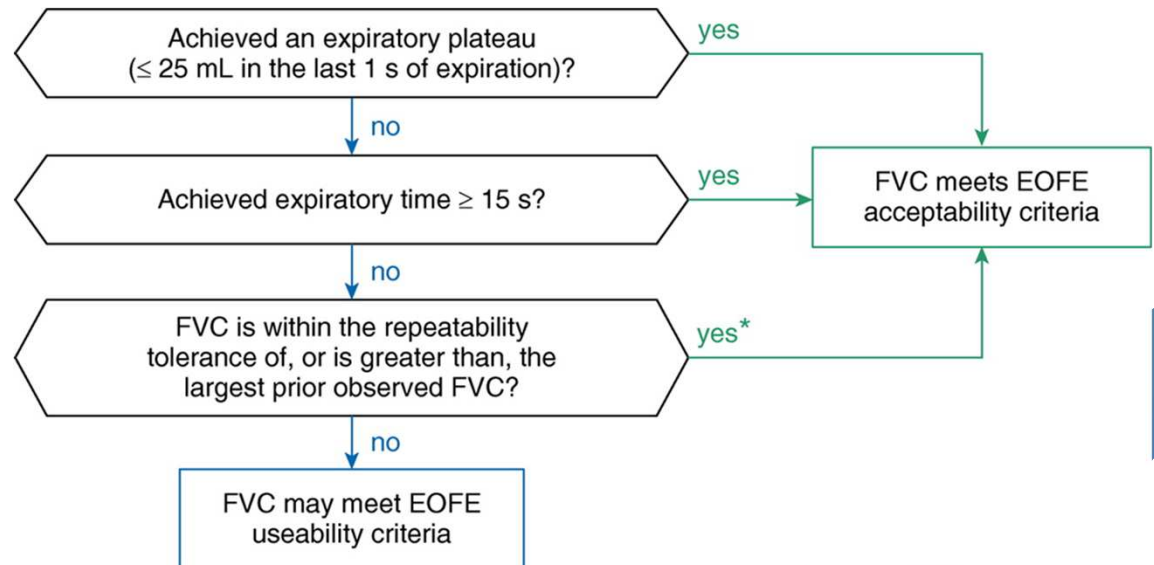 Achieved an expiratory plateau
(≤ 25 mL in the last 1 s of expiration)?
yes
no
Achieved expiratory time ≥ 15 s?
yes
FVC meets EOFE
acceptability criteria
no
FVC is within the repeatability
tolerance of, or is greater than, the
largest prior observed FVC?
yes*
no
FVC may meet EOFE
useability criteria